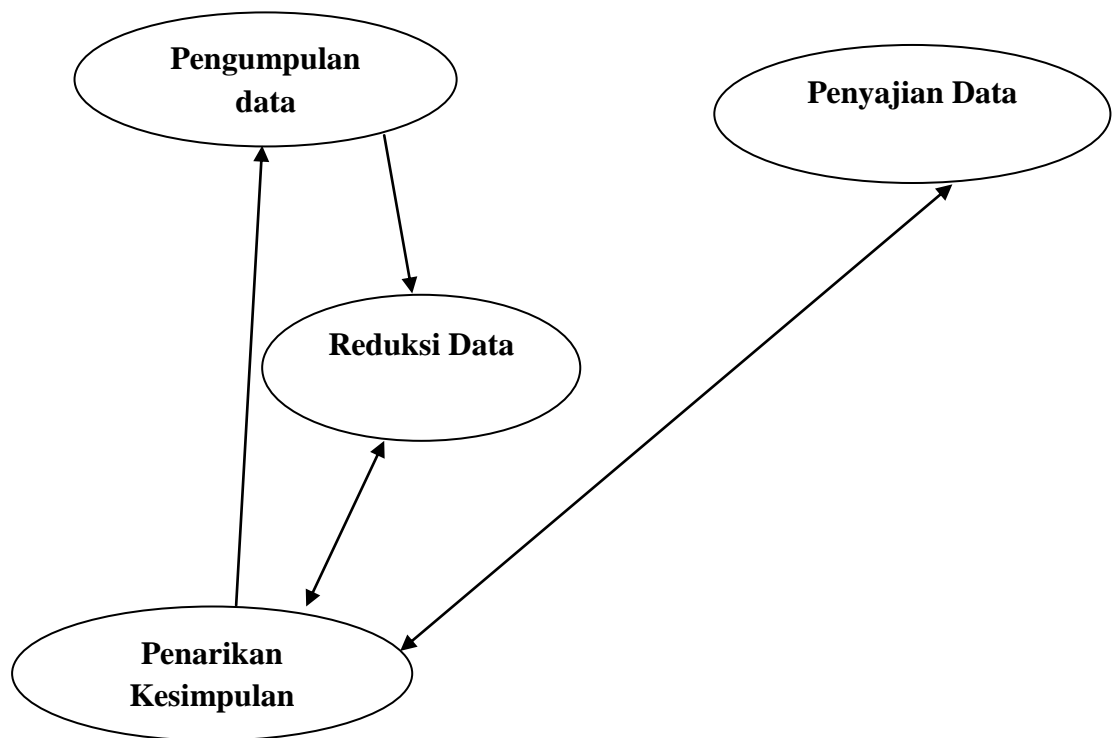 Pengumpulan
data
Penyajian Data
Reduksi Data
Penarikan
Kesimpulan